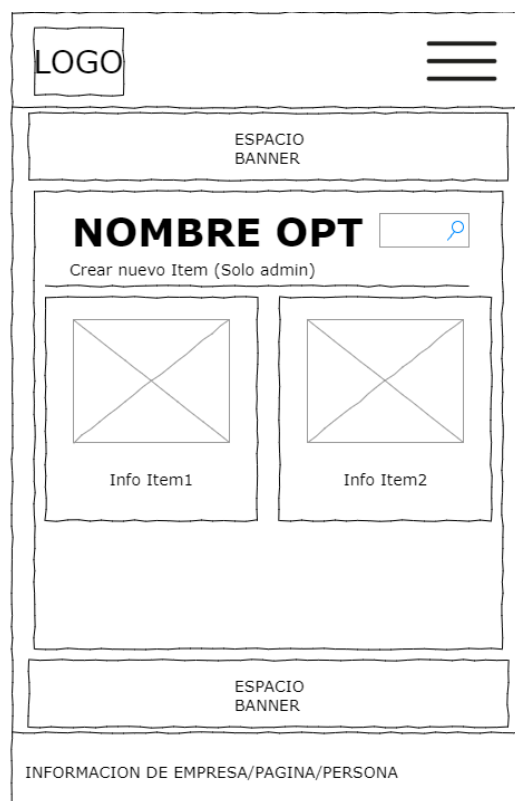 LOGO
ESPACIO
BANNER
NOMBRE OPT
Crear nuevo Item (Solo admin)
Info Item1
Info Item2
ESPACIO
BANNER
INFORMACION DE EMPRESA/PAGINA/PERSONA